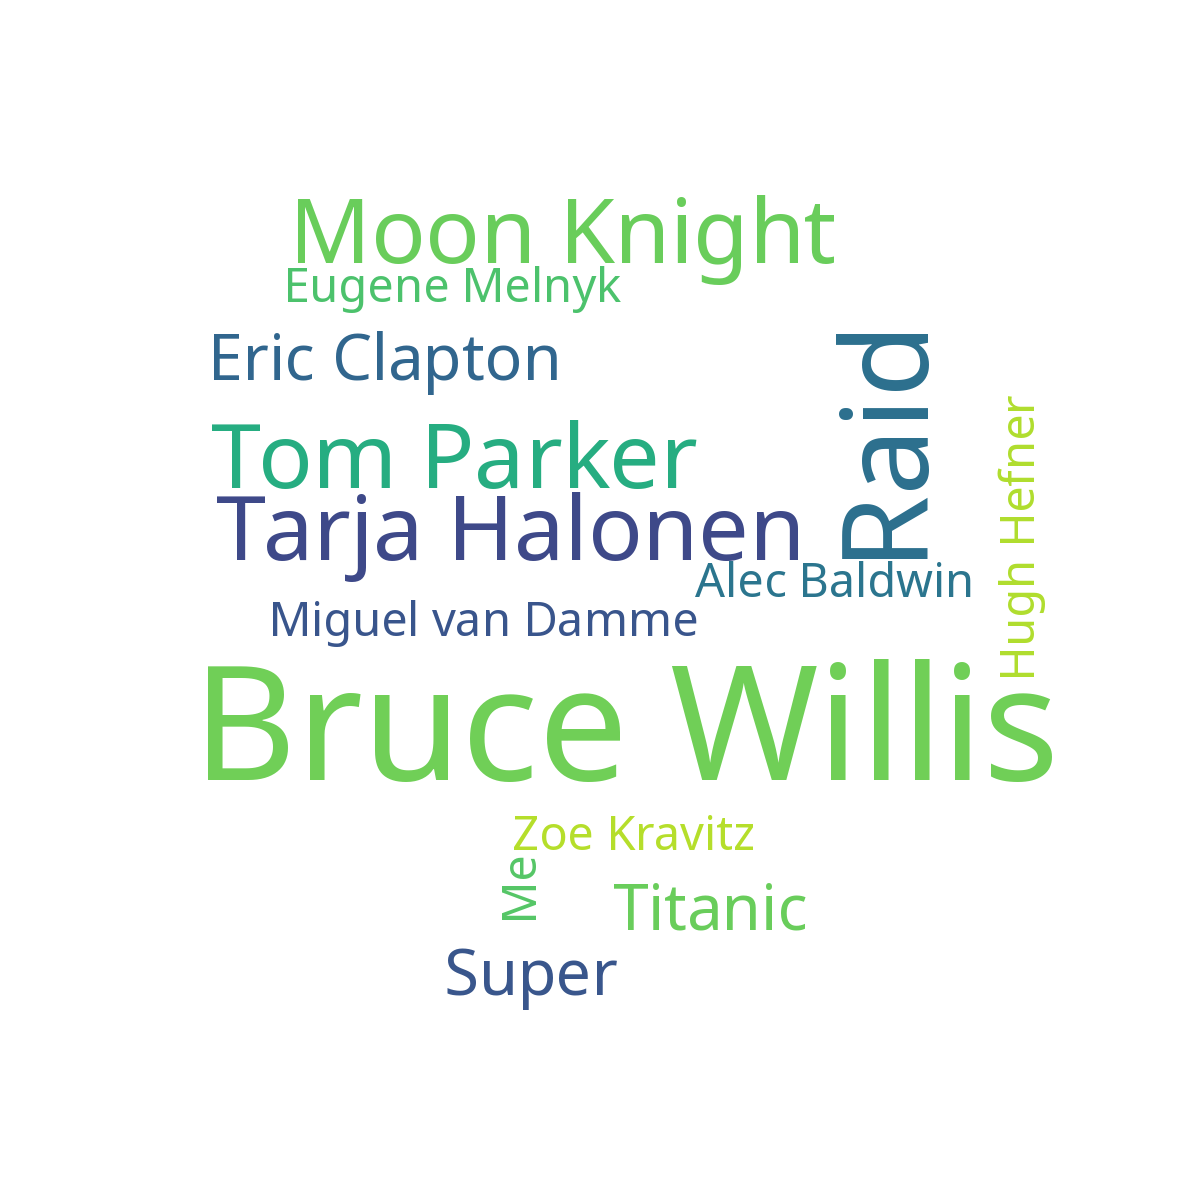 Moon Knight
Eugene Melnyk
Eric Clapton
Raid
Hugh Hefner
Tom Parker
Tarja Halonen
Alec Baldwin
Miguel van Damme
Bruce Willis
Zoe Kravitz
Me
Titanic
Super